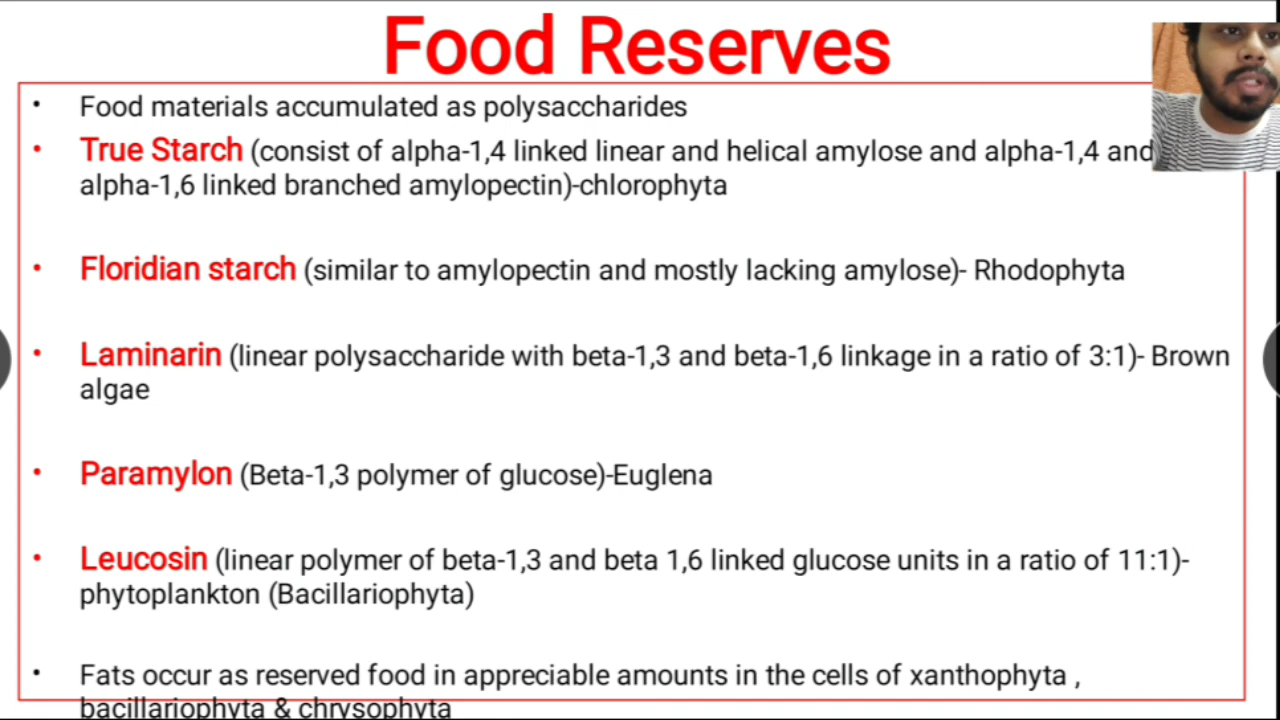 Food Reserves
• Food materials accumulated as polysaccharides
• True Starch (consist of alpha-1,4 linked linear and helical amylose and alpha-1,4 and
alpha-1,6 linked branched amylopectin)-chlorophyta
• Floridian starch (similar to amylopectin and mostly lacking amylose)- Rhodophyta
• Laminarin (linear polysaccharide with beta-1,3 and beta-1,6 linkage in a ratio of 3:1)- Brown
algae
• Paramylon (Beta-1,3 polymer of glucose)-Euglena
• Leucosin (linear polymer of beta-1,3 and beta 1,6 linked glucose units in a ratio of 11:1)-
phytoplankton (Bacillariophyta)
• Fats occur as reserved food in appreciable amounts in the cells of xanthophyta ,
bacillariophyta & chrysophyta